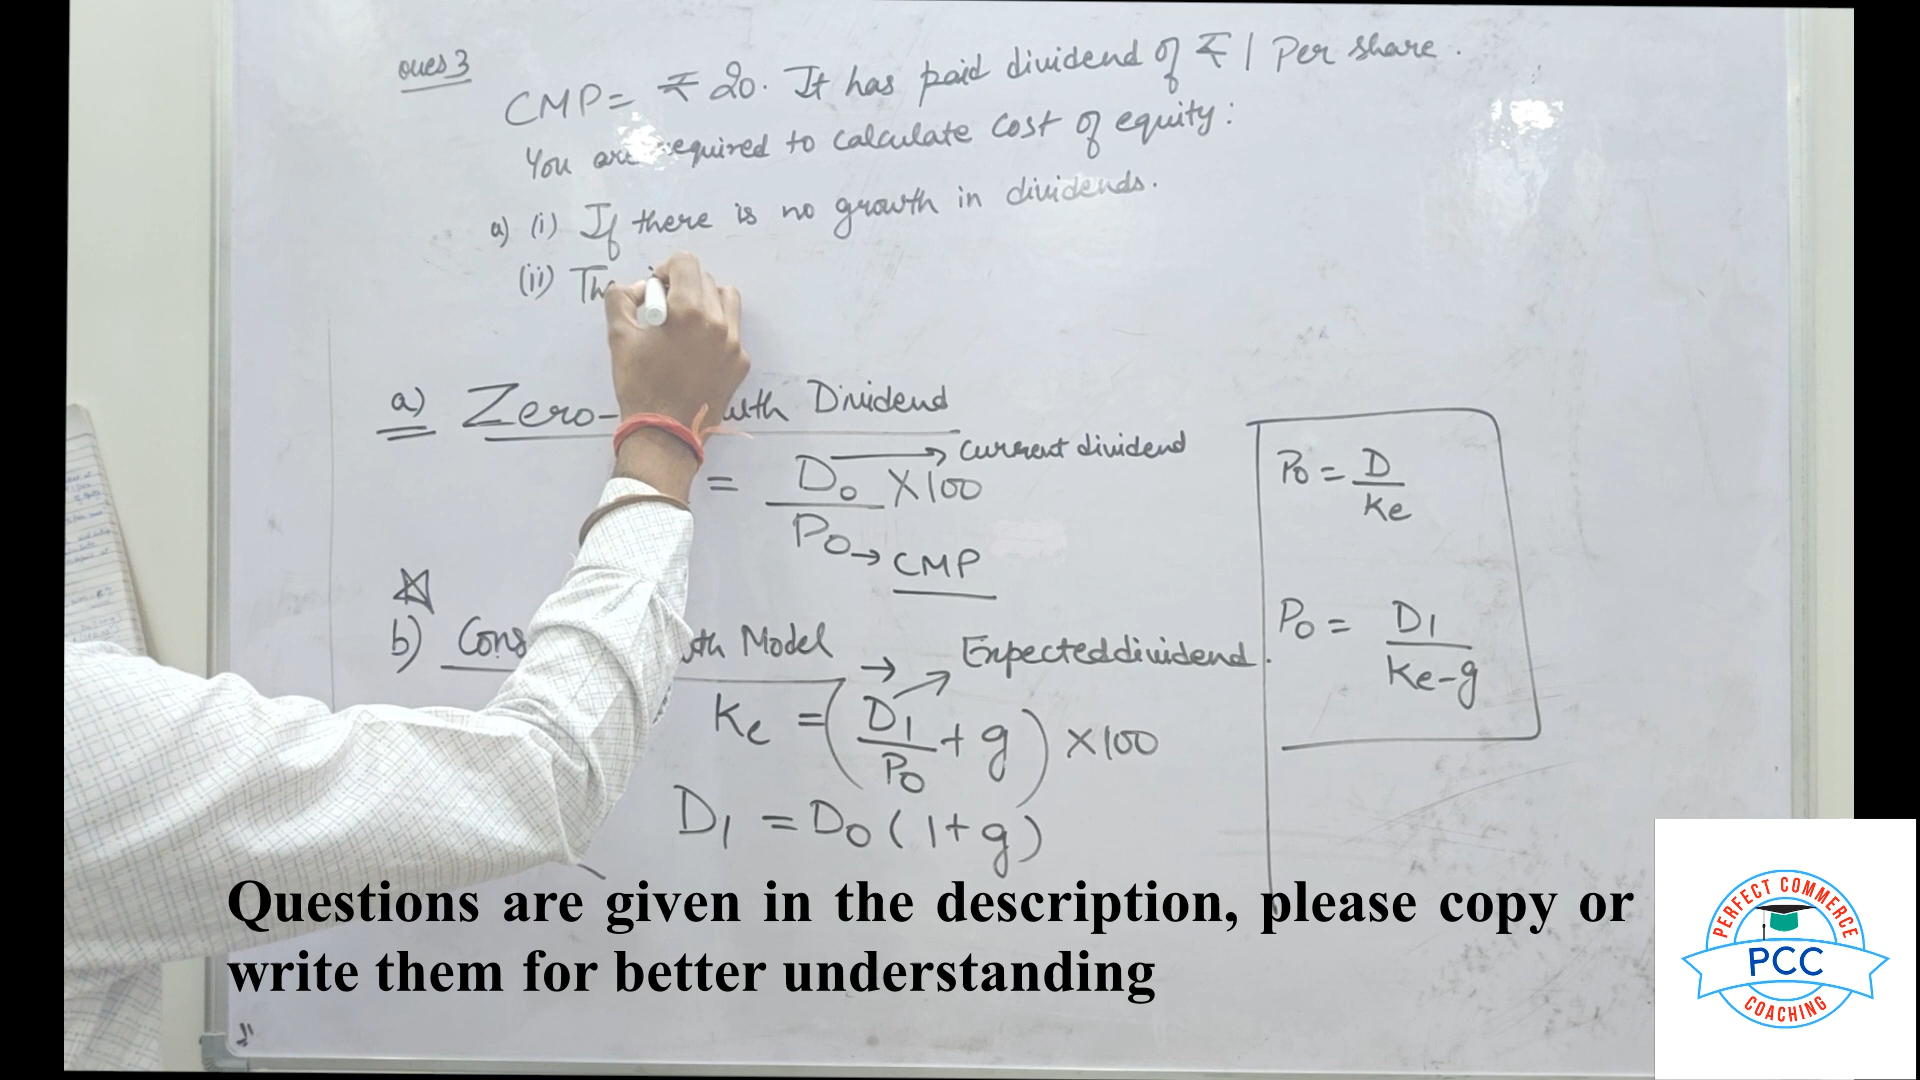 Ques 3
CMP = ₹ 20. It has paid dividend of ₹ 1 Per share.
You are required to calculate cost of equity:
a) (i) If there is no growth in dividends.
(ii) The
a) Zero- wth Dividend
= D0/P0 X100
→ Current dividend
→ CMP
b) Cons wth Model
→ Expected dividend.
Ke = (D1/P0 + g) X100
D1 = D0 (1+g)
P0 = D/Ke
P0 = D1/Ke-g
Questions are given in the description, please copy or
write them for better understanding
PERFECT COMMERCE
PCC
COACHING